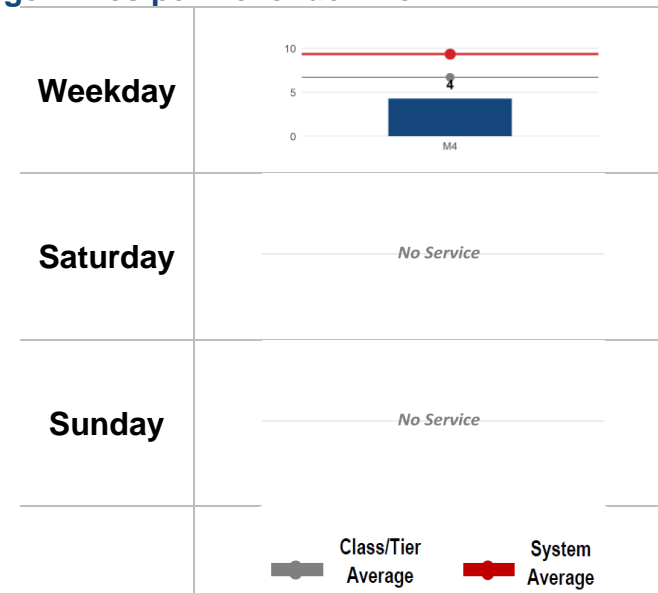 Weekday
10
5
0
4
M4
Saturday
No Service
Sunday
No Service
Class/Tier
Average
System
Average